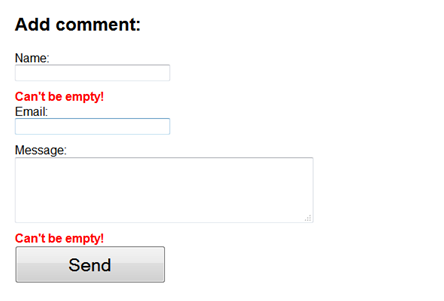 Add comment:
Name:
Can't be empty!
Email:
Message:
Can't be empty!
Send